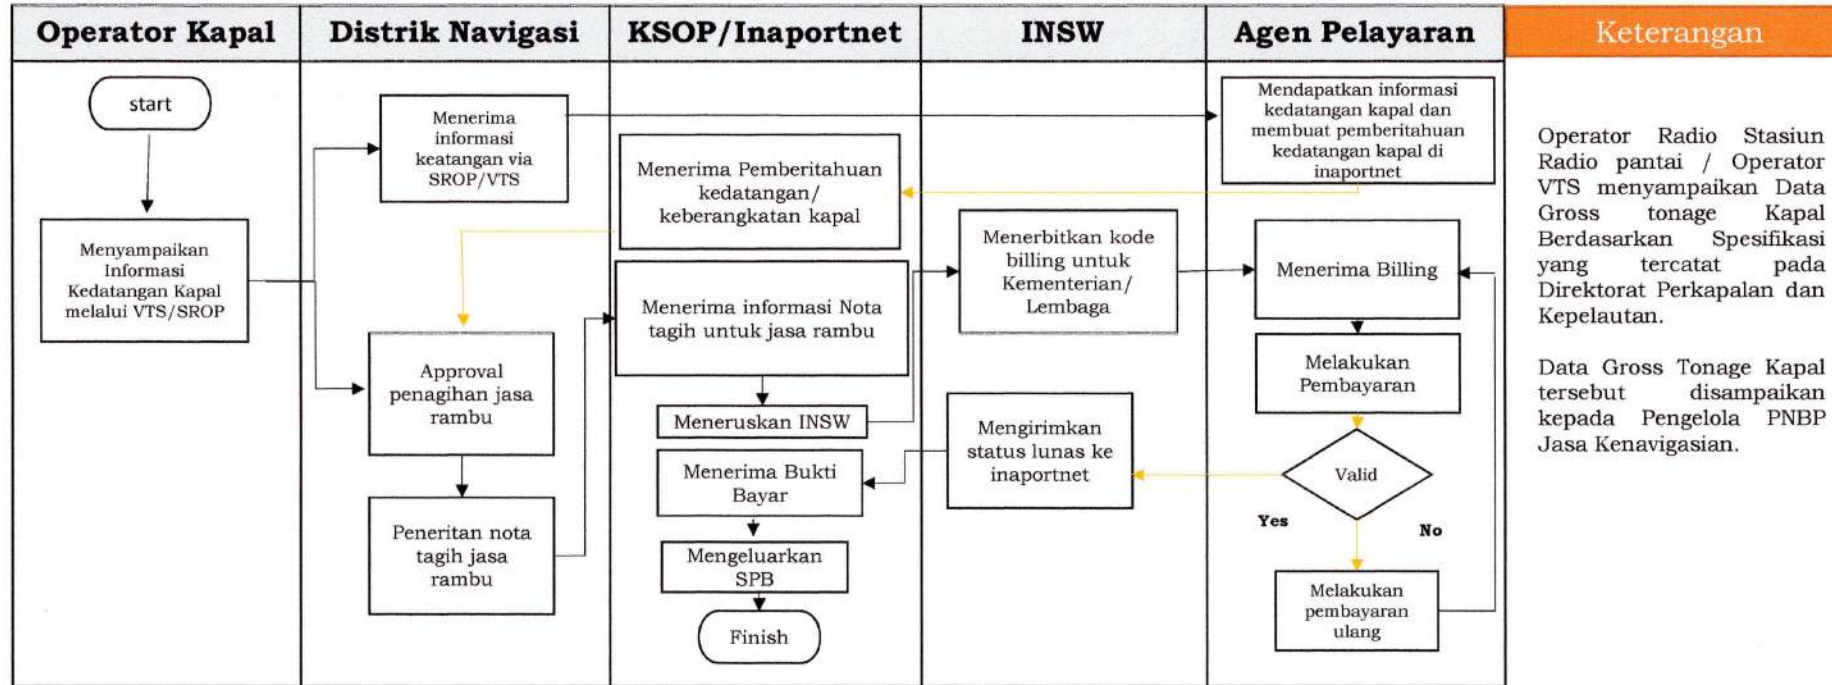 Operator Kapal
Distrik Navigasi
KSOP/Inaportnet
INSW
Agen Pelayaran
Keterangan
start
Menyampaikan
Informasi
Kedatangan Kapal
melalui VTS/SROP
Menerima
informasi
keatangan via
SROP/VTS
Approval
penagihan jasa
rambu
Peneritan nota
tagih jasa
rambu
Menerima Pemberitahuan
kedatangan/
keberangkatan kapal
Menerima informasi Nota
tagih untuk jasa rambu
Meneruskan INSW
Menerima Bukti
Bayar
Mengeluarkan
SPB
Finish
Menerbitkan kode
billing untuk
Kementerian/
Lembaga
Mengirimkan
status lunas ke
inaportnet
Mendapatkan informasi
kedatangan kapal dan
membuat pemberitahuan
kedatangan kapal di
inaportnet
Menerima Billing
Melakukan
Pembayaran
Valid
Yes
No
Melakukan
pembayaran
ulang
Operator Radio Stasiun
Radio pantai / Operator
VTS menyampaikan Data
Gross tonage Kapal
Berdasarkan Spesifikasi
yang tercatat pada
Direktorat Perkapalan dan
Kepelautan.
Data Gross Tonage Kapal
tersebut disampaikan
kepada Pengelola PNBP
Jasa Kenavigasian.